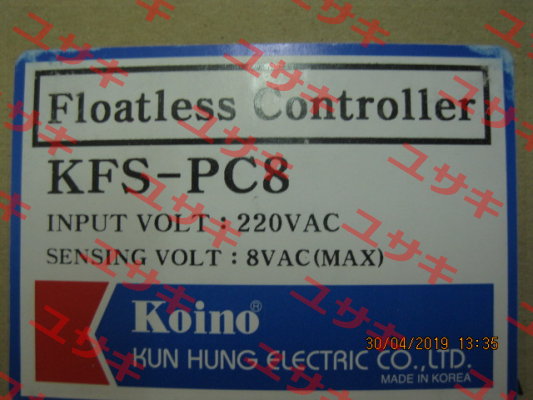 Floatless Controller
KFS-PC8
INPUT VOLT : 220VAC
SENSING VOLT : 8VAC(MAX)
Koino®
KUN HUNG ELECTRIC CO.,LTD.
MADE IN KOREA
30/04/2019 13:35
ユサキ